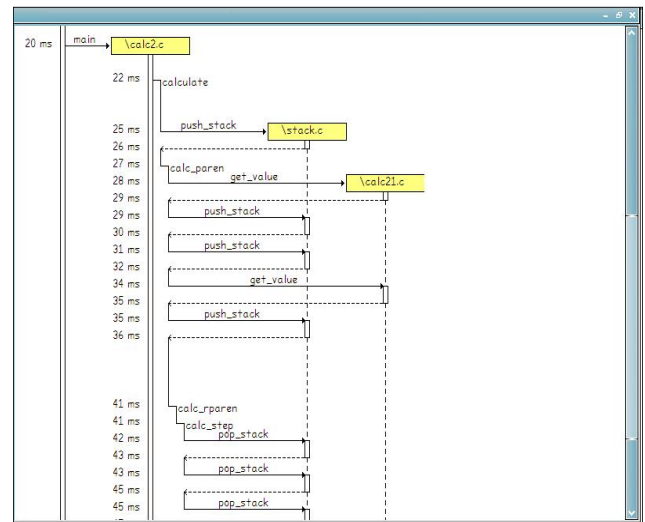 20 ms main \calc2.c
22 ms calculate
25 ms push_stack \stack.c
26 ms
27 ms calc_paren
28 ms get_value \calc21.c
29 ms
29 ms push_stack
30 ms
31 ms push_stack
32 ms
34 ms get_value
35 ms
35 ms push_stack
36 ms
41 ms calc_rparen
41 ms calc_step
42 ms pop_stack
43 ms
43 ms pop_stack
45 ms
45 ms pop_stack